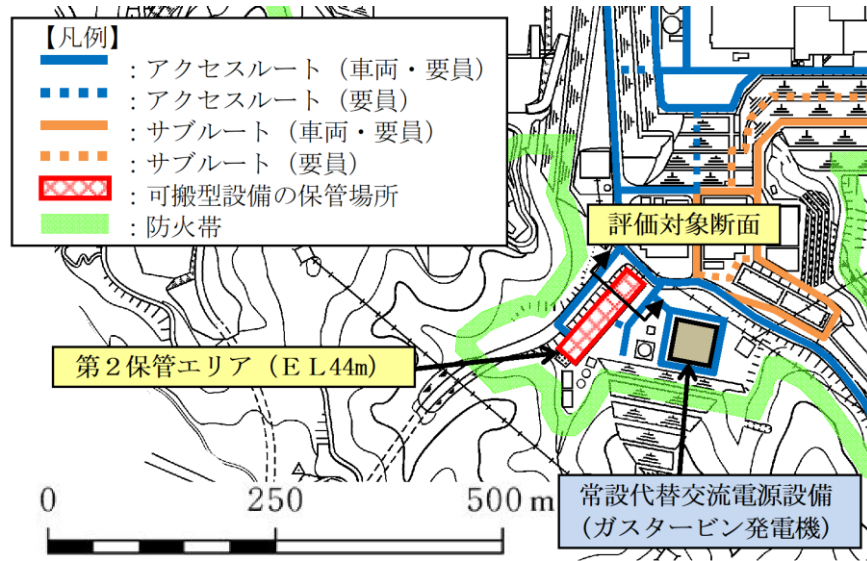 【凡例】
：アクセスルート（車両・要員）
：アクセスルート（要員）
：サブルート（車両・要員）
：サブルート（要員）
：可搬型設備の保管場所
：防火帯
評価対象断面
第２保管エリア（ＥＬ44m）
常設代替交流電源設備
（ガスタービン発電機）
0 250 500 m